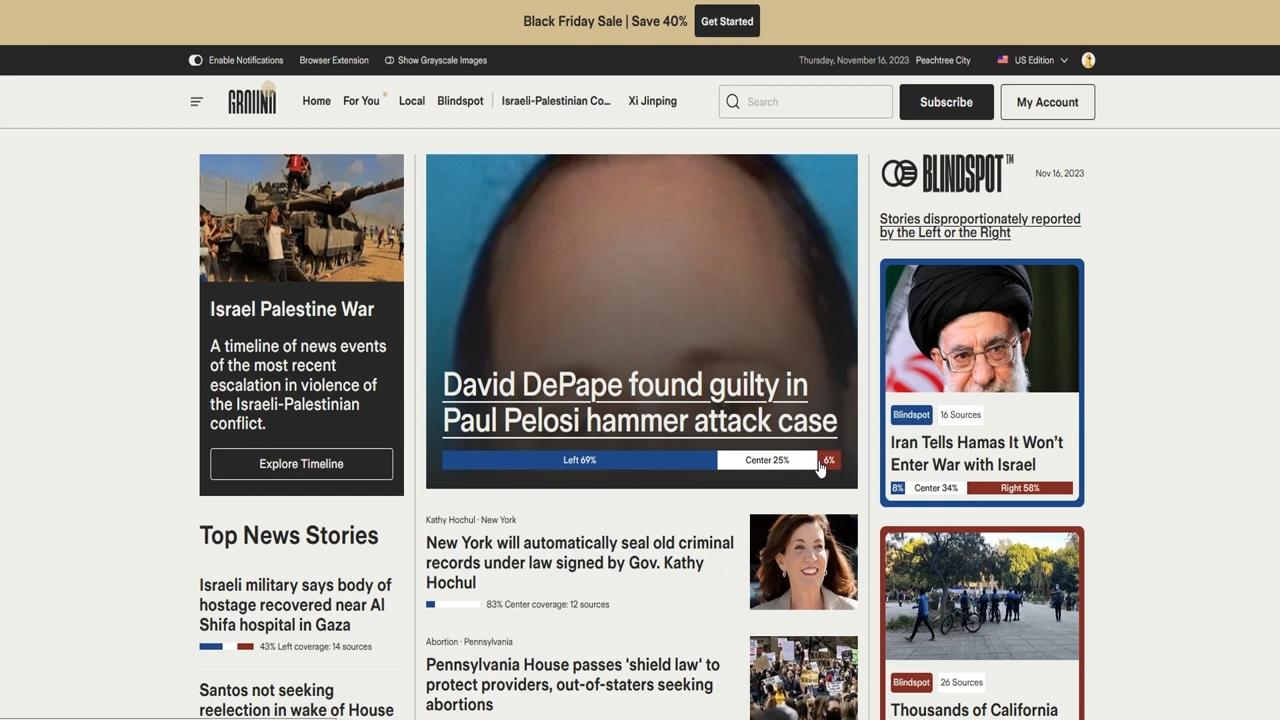 Black Friday Sale | Save 40%
Get Started
Enable Notifications
Browser Extension
Show Grayscale Images
Thursday, November 16, 2023
Peachtree City
US Edition
GROUND
Home
For You
Local
Blindspot
Israeli-Palestinian Co...
Xi Jinping
Search
Subscribe
My Account
Israel Palestine War
A timeline of news events
of the most recent
escalation in violence of
the Israeli-Palestinian
conflict.
Explore Timeline
Top News Stories
Israeli military says body of
hostage recovered near Al
Shifa hospital in Gaza
43% Left coverage: 14 sources
Santos not seeking
reelection in wake of House
David DePape found guilty in
Paul Pelosi hammer attack case
Left 69%
Center 25%
6%
Kathy Hochul · New York
New York will automatically seal old criminal
records under law signed by Gov. Kathy
Hochul
83% Center coverage: 12 sources
Abortion · Pennsylvania
Pennsylvania House passes 'shield law' to
protect providers, out-of-staters seeking
abortions
BLINDSPOT™
Nov 16, 2023
Stories disproportionately reported
by the Left or the Right
Blindspot
16 Sources
Iran Tells Hamas It Won't
Enter War with Israel
8%
Center 34%
Right 58%
Blindspot
26 Sources
Thousands of California